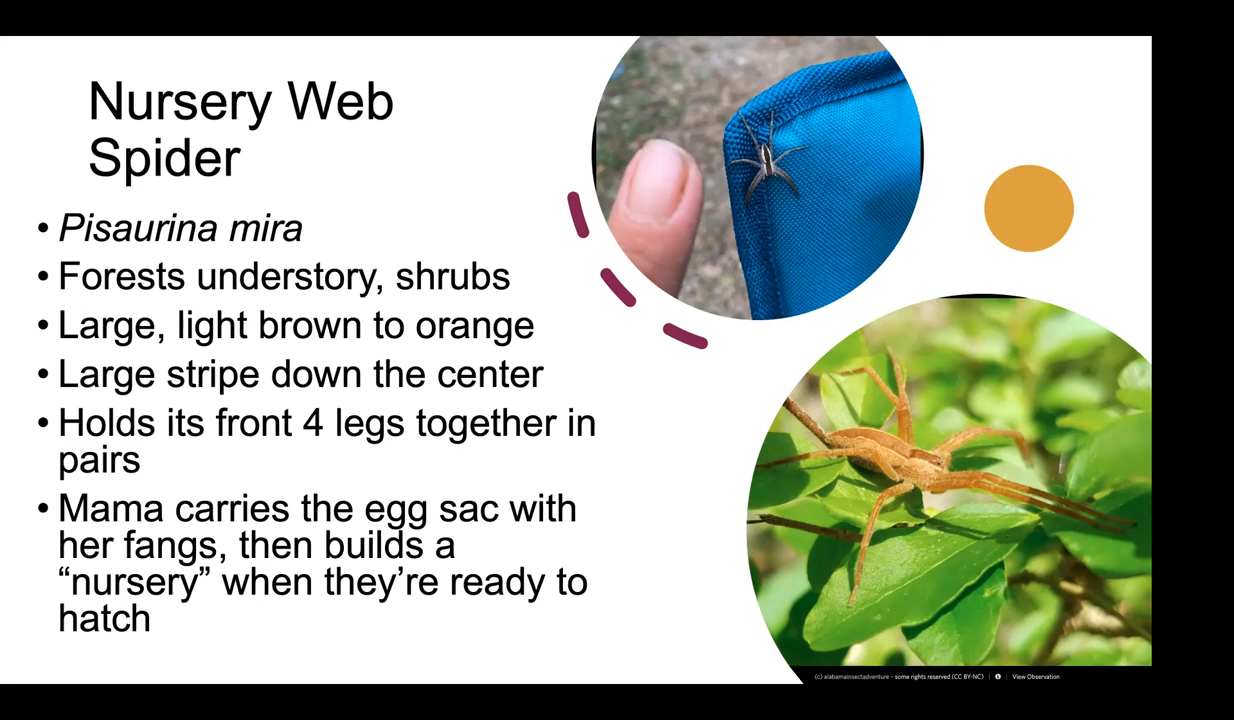 Nursery Web
Spider
• Pisaurina mira
• Forests understory, shrubs
• Large, light brown to orange
• Large stripe down the center
• Holds its front 4 legs together in
pairs
• Mama carries the egg sac with
her fangs, then builds a
“nursery” when they’re ready to
hatch
(c) alabamainsectadventure – some rights reserved (CC BY-NC) | | View Observation